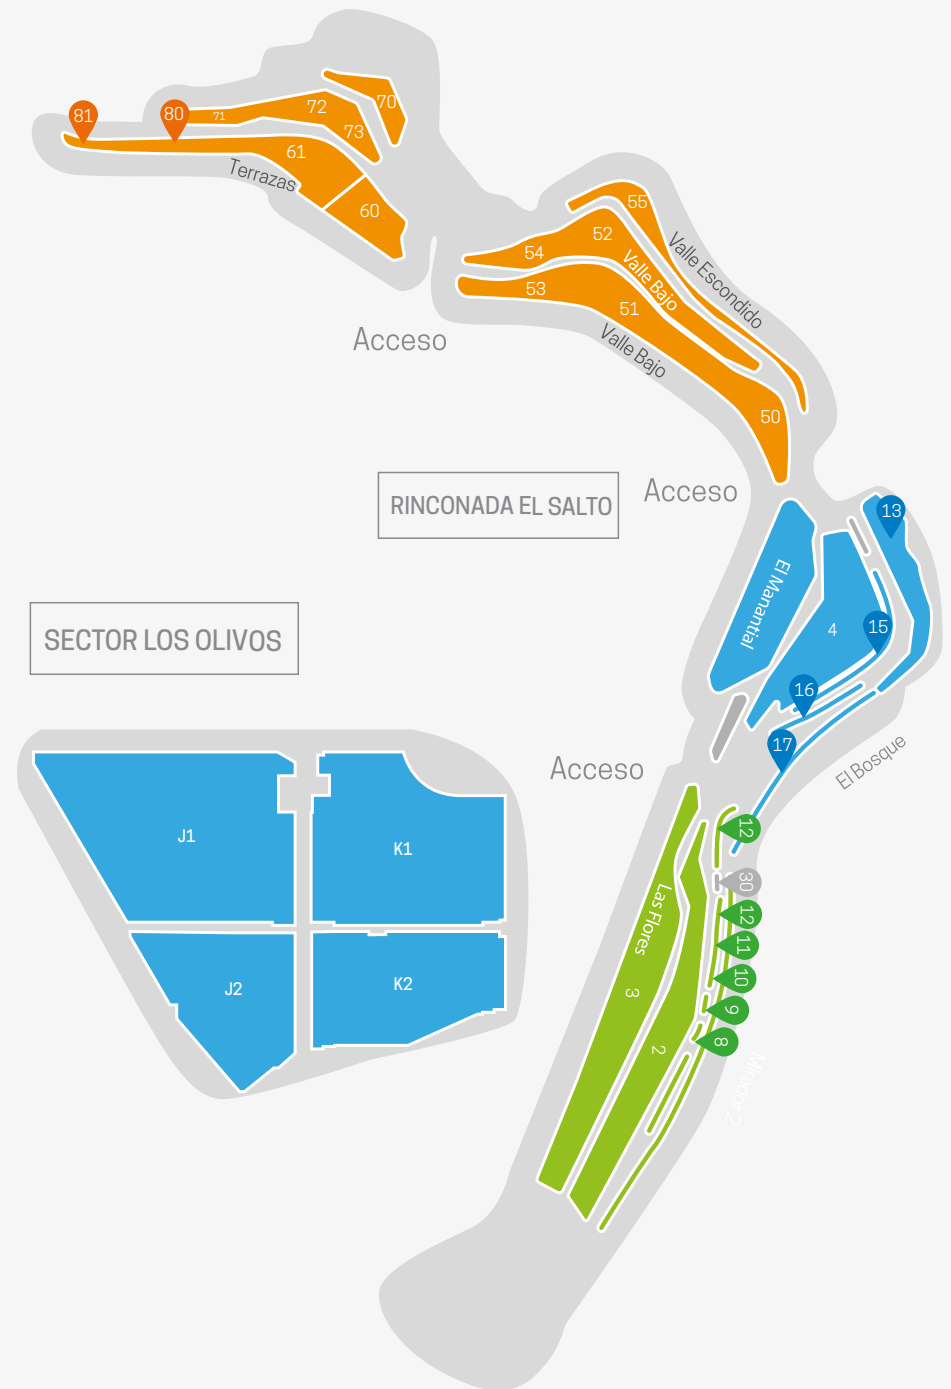 81
80
71
72
70
73
61
60
Terrazas
55
52
54
53
51
50
Valle Bajo
Valle Escondido
Valle Bajo
Acceso
RINCONADA EL SALTO
Acceso
13
El Manantial
4
15
16
17
El Bosque
Acceso
SECTOR LOS OLIVOS
J1
K1
J2
K2
12
30
12
11
10
9
8
Las Flores
3
2
Mirador 2